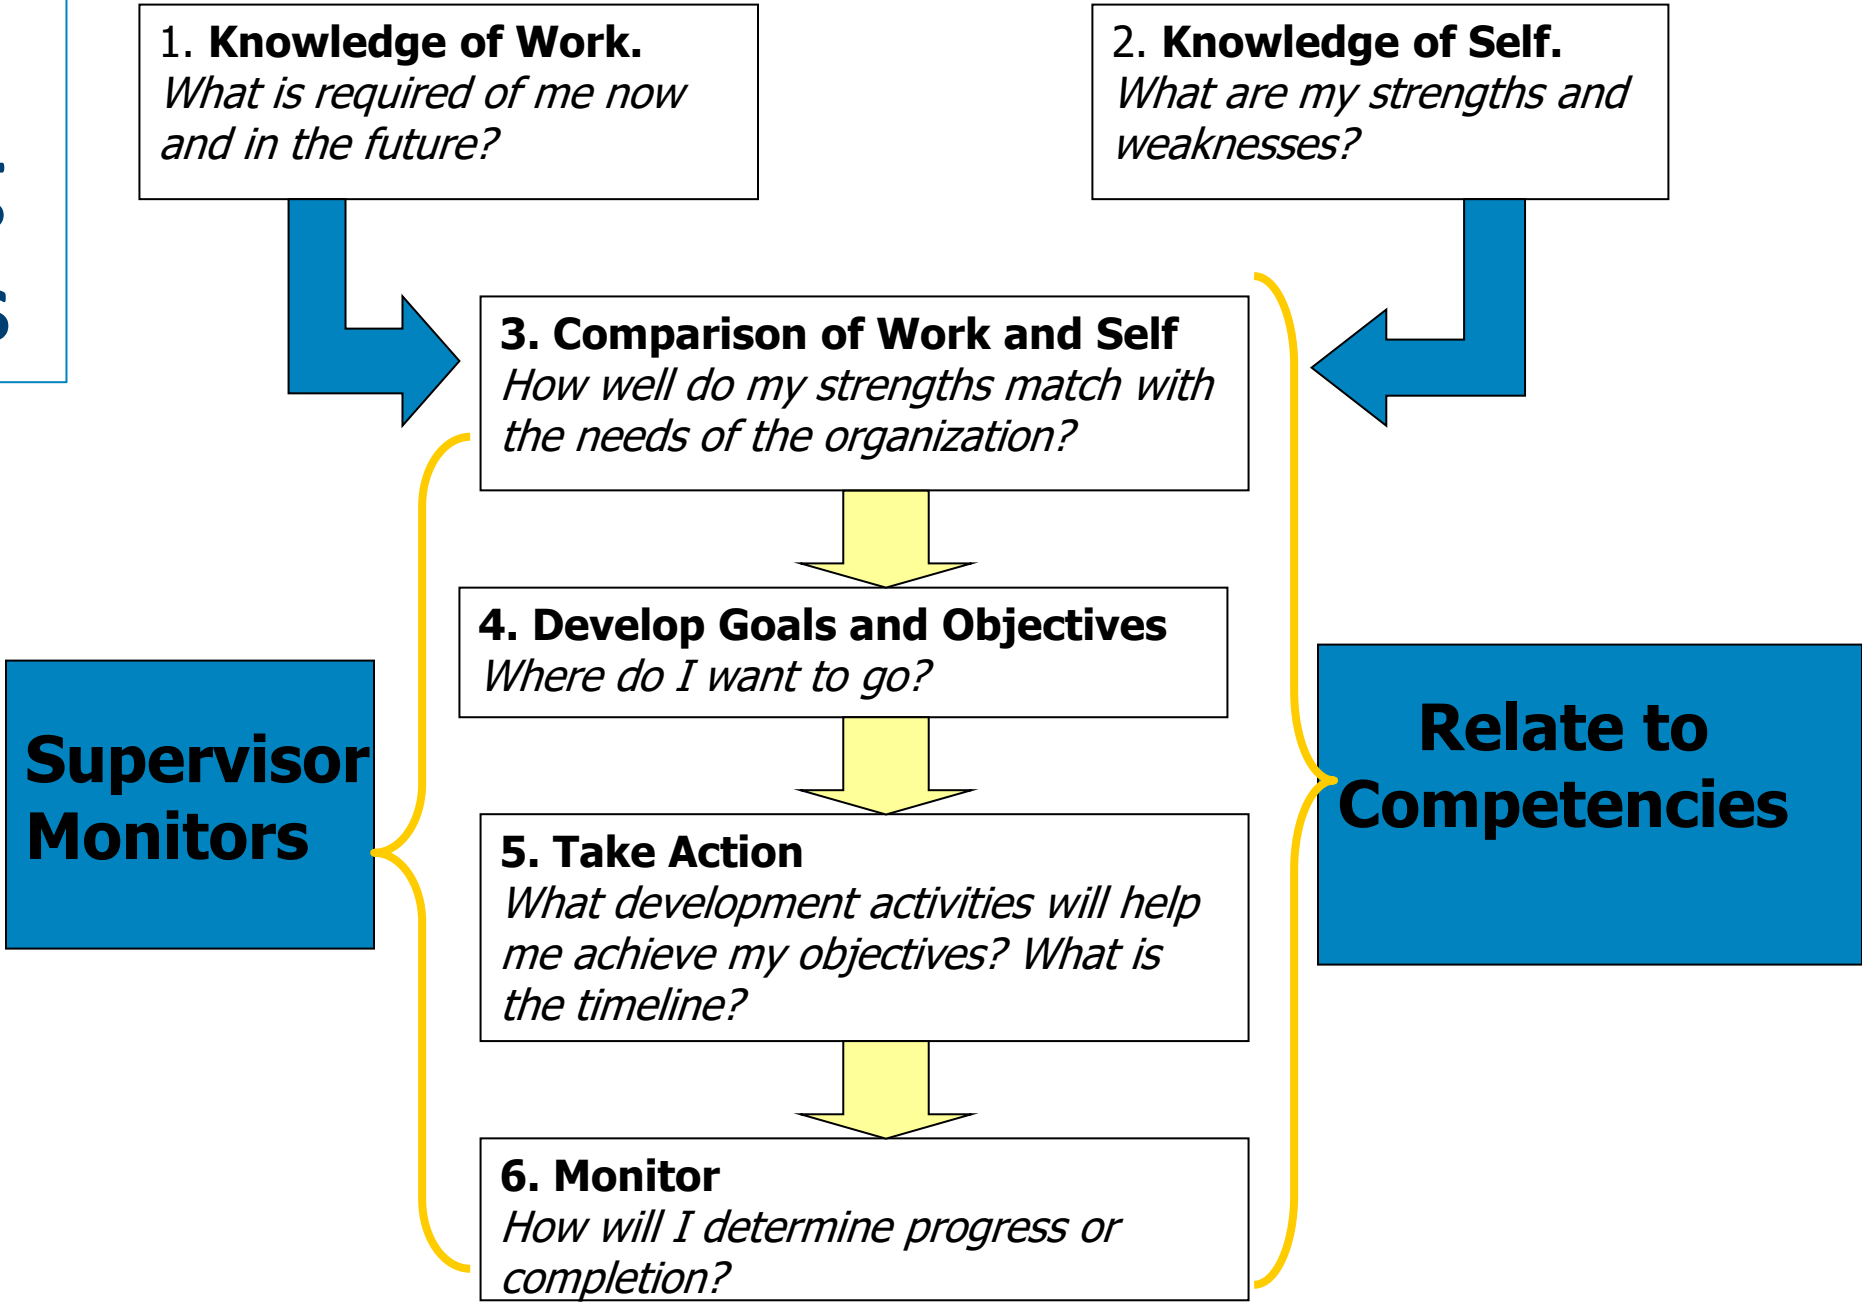 1. Knowledge of Work.
What is required of me now
and in the future?
2. Knowledge of Self.
What are my strengths and
weaknesses?
3. Comparison of Work and Self
How well do my strengths match with
the needs of the organization?
4. Develop Goals and Objectives
Where do I want to go?
Supervisor
Monitors
Relate to
Competencies
5. Take Action
What development activities will help
me achieve my objectives? What is
the timeline?
6. Monitor
How will I determine progress or
completion?